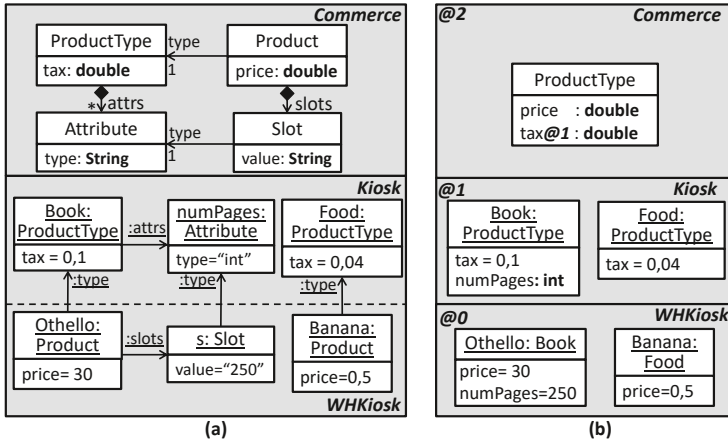 Commerce
ProductType
tax: double
type
1
Product
price: double
* attrs
slots
Attribute
type: String
type
1
Slot
value: String
Kiosk
Book:
ProductType
tax = 0,1
:attrs
numPages:
Attribute
type="int"
Food:
ProductType
tax = 0,04
:type
:type
:type
Othello:
Product
price= 30
:slots
s: Slot
value="250"
Banana:
Product
price=0,5
WHKiosk
(a)
@2
Commerce
ProductType
price : double
tax@1 : double
@1
Kiosk
Book:
ProductType
tax = 0,1
numPages: int
Food:
ProductType
tax = 0,04
@0
WHKiosk
Othello: Book
price= 30
numPages=250
Banana:
Food
price=0,5
(b)